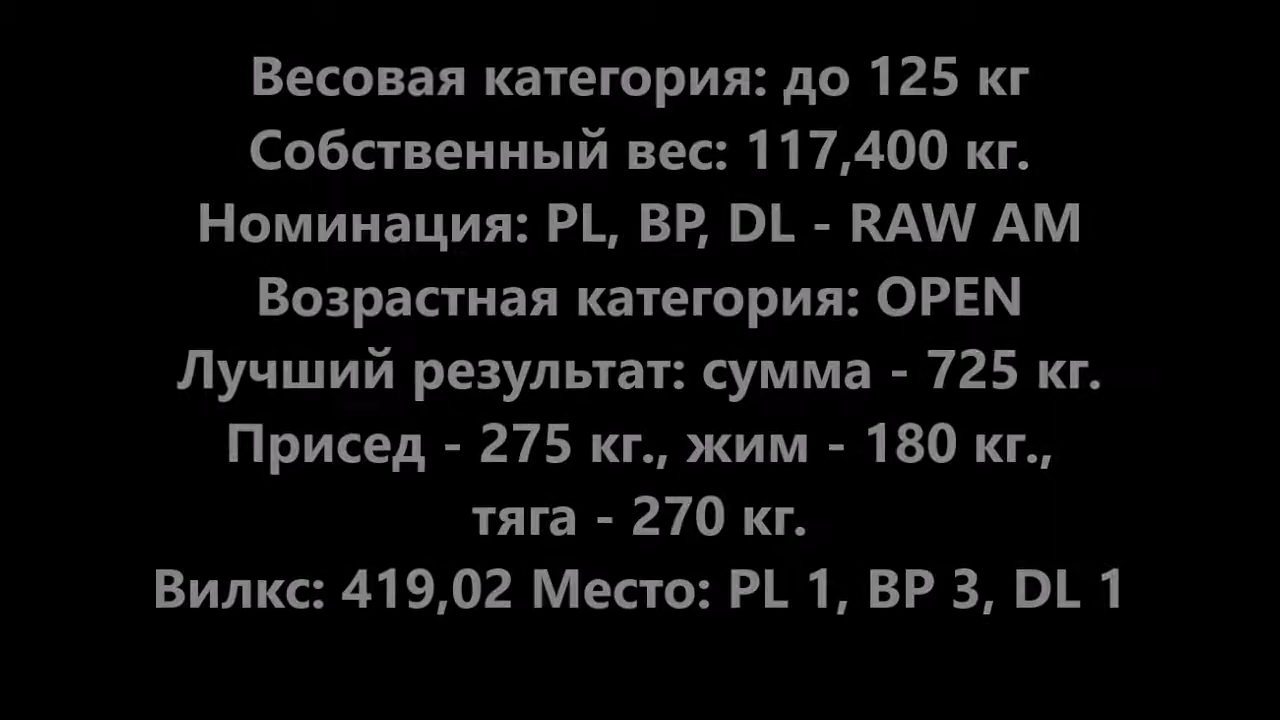 Весовая категория: до 125 кг
Собственный вес: 117,400 кг.
Номинация: PL, BP, DL - RAW AM
Возрастная категория: OPEN
Лучший результат: сумма - 725 кг.
Присед - 275 кг., жим - 180 кг.,
тяга - 270 кг.
Вилкс: 419,02 Место: PL 1, BP 3, DL 1